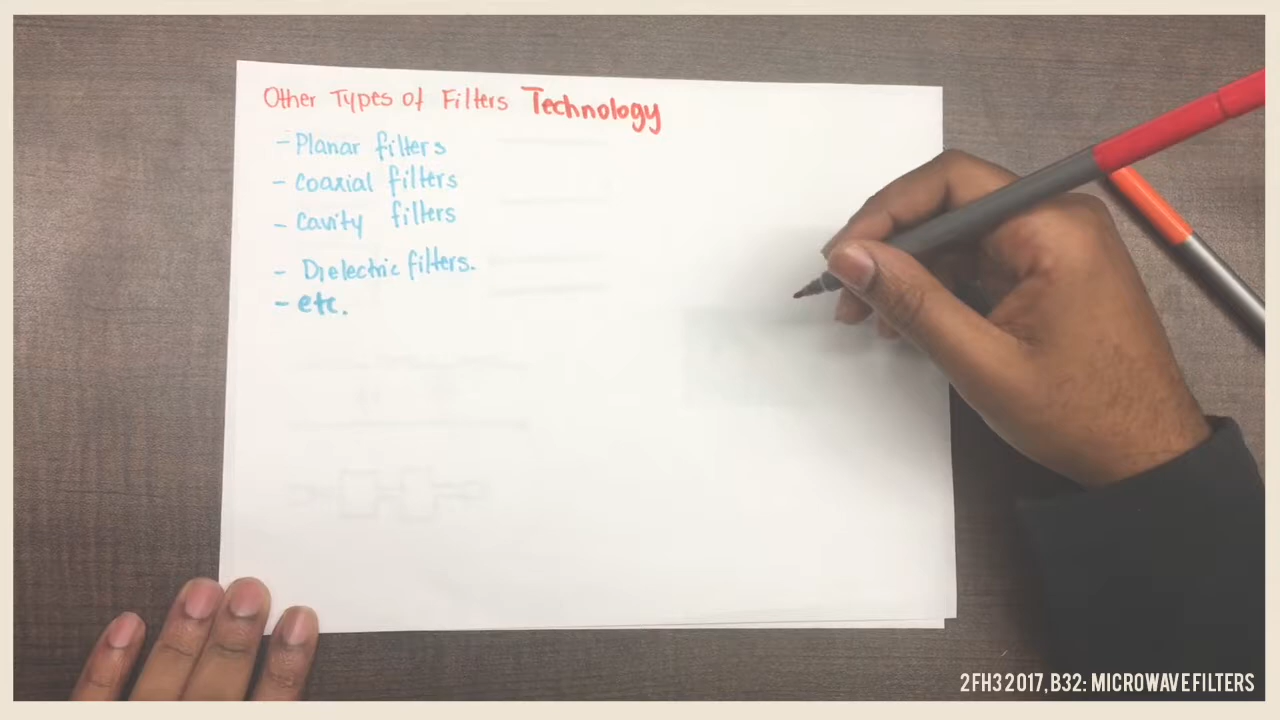 Other Types of Filters Technology
- Planar filters
- Coaxial filters
- Cavity filters
- Dielectric filters.
- etc.
2FH3 2017, B32: MICROWAVE FILTERS